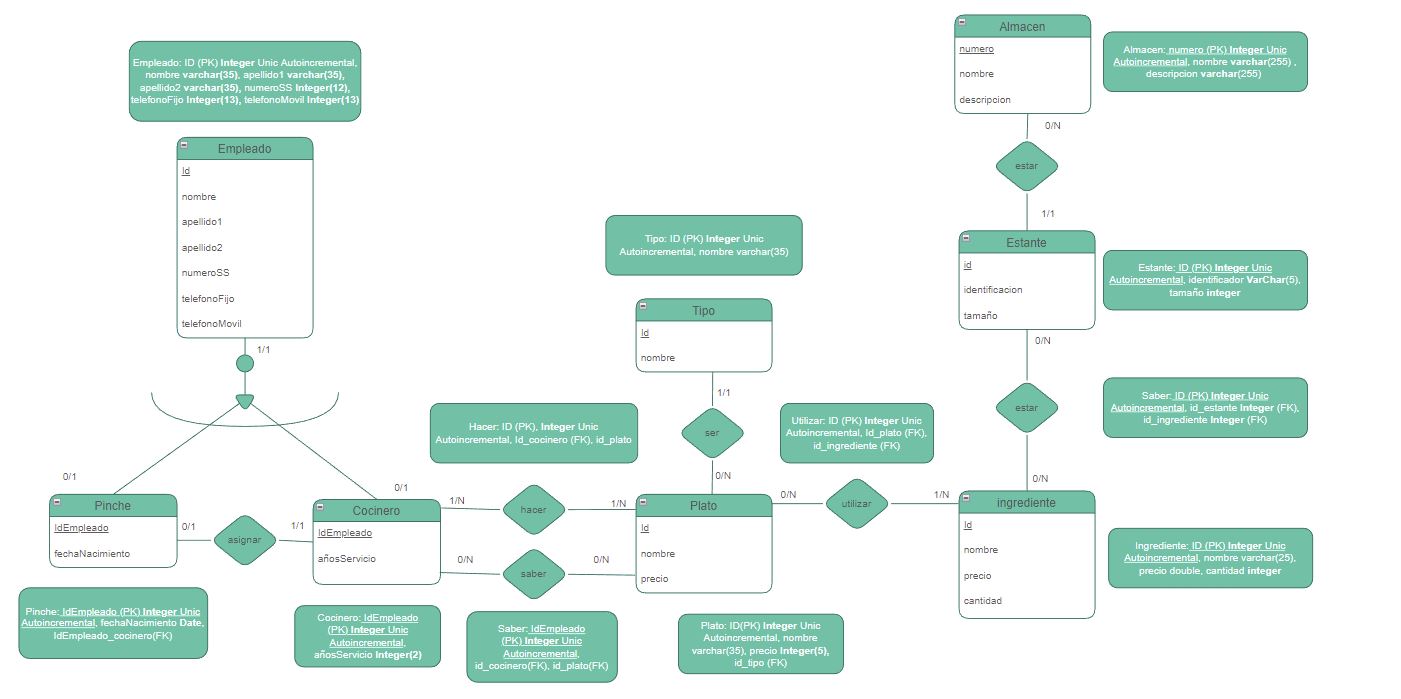 Empleado: ID (PK) Integer Unic Autoincremental,
nombre varchar(35), apellido1 varchar(35),
apellido2 varchar(35), numeroSS Integer(12),
telefonoFijo Integer(13), telefonoMovil Integer(13)
Empleado
Id
nombre
apellido1
apellido2
numeroSS
telefonoFijo
telefonoMovil
1/1
0/1
0/1
Pinche
IdEmpleado
fechaNacimiento
0/1
asignar
1/1
Cocinero
IdEmpleado
añosServicio
Pinche: IdEmpleado (PK) Integer Unic
Autoincremental, fechaNacimiento Date,
IdEmpleado_cocinero(FK)
Cocinero: IdEmpleado
(PK) Integer Unic
Autoincremental,
añosServicio Integer(2)
Hacer: ID (PK), Integer Unic
Autoincremental, Id_cocinero (FK), id_plato
1/N
hacer
1/N
0/N
saber
0/N
Saber: IdEmpleado
(PK) Integer Unic
Autoincremental,
id_cocinero(FK), id_plato(FK)
Tipo: ID (PK) Integer Unic
Autoincremental, nombre varchar(35)
Tipo
Id
nombre
1/1
ser
0/N
Plato
Id
nombre
precio
Plato: ID(PK) Integer Unic
Autoincremental, nombre
varchar(35), precio Integer(5),
id_tipo (FK)
Utilizar: ID (PK) Integer Unic
Autoincremental, Id_plato (FK),
id_ingrediente (FK)
0/N
utilizar
1/N
Almacen
numero
nombre
descripcion
Almacen: numero (PK) Integer Unic
Autoincremental, nombre varchar(255) ,
descripcion varchar(255)
0/N
estar
1/1
Estante
id
identificacion
tamaño
Estante: ID (PK) Integer Unic
Autoincremental, identificador VarChar(5),
tamaño integer
0/N
estar
0/N
Saber: ID (PK) Integer Unic
Autoincremental, id_estante Integer (FK),
id_ingrediente Integer (FK)
ingrediente
Id
nombre
precio
cantidad
Ingrediente: ID (PK) Integer Unic
Autoincremental, nombre varchar(25),
precio double, cantidad integer